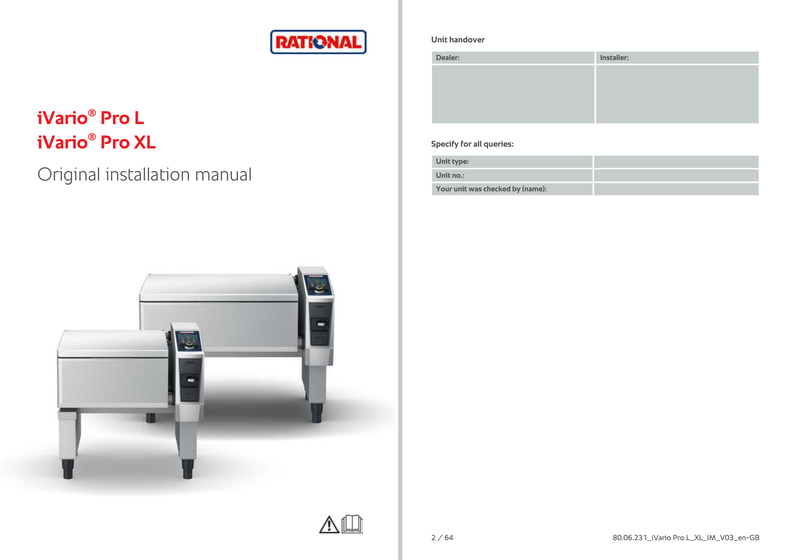 RATIONAL
iVario® Pro L
iVario® Pro XL
Original installation manual
Unit handover
Dealer: Installer:
Specify for all queries:
Unit type:
Unit no.:
Your unit was checked by (name):
2 / 64 80.06.231_iVario Pro L_XL_IM_V03_en-GB